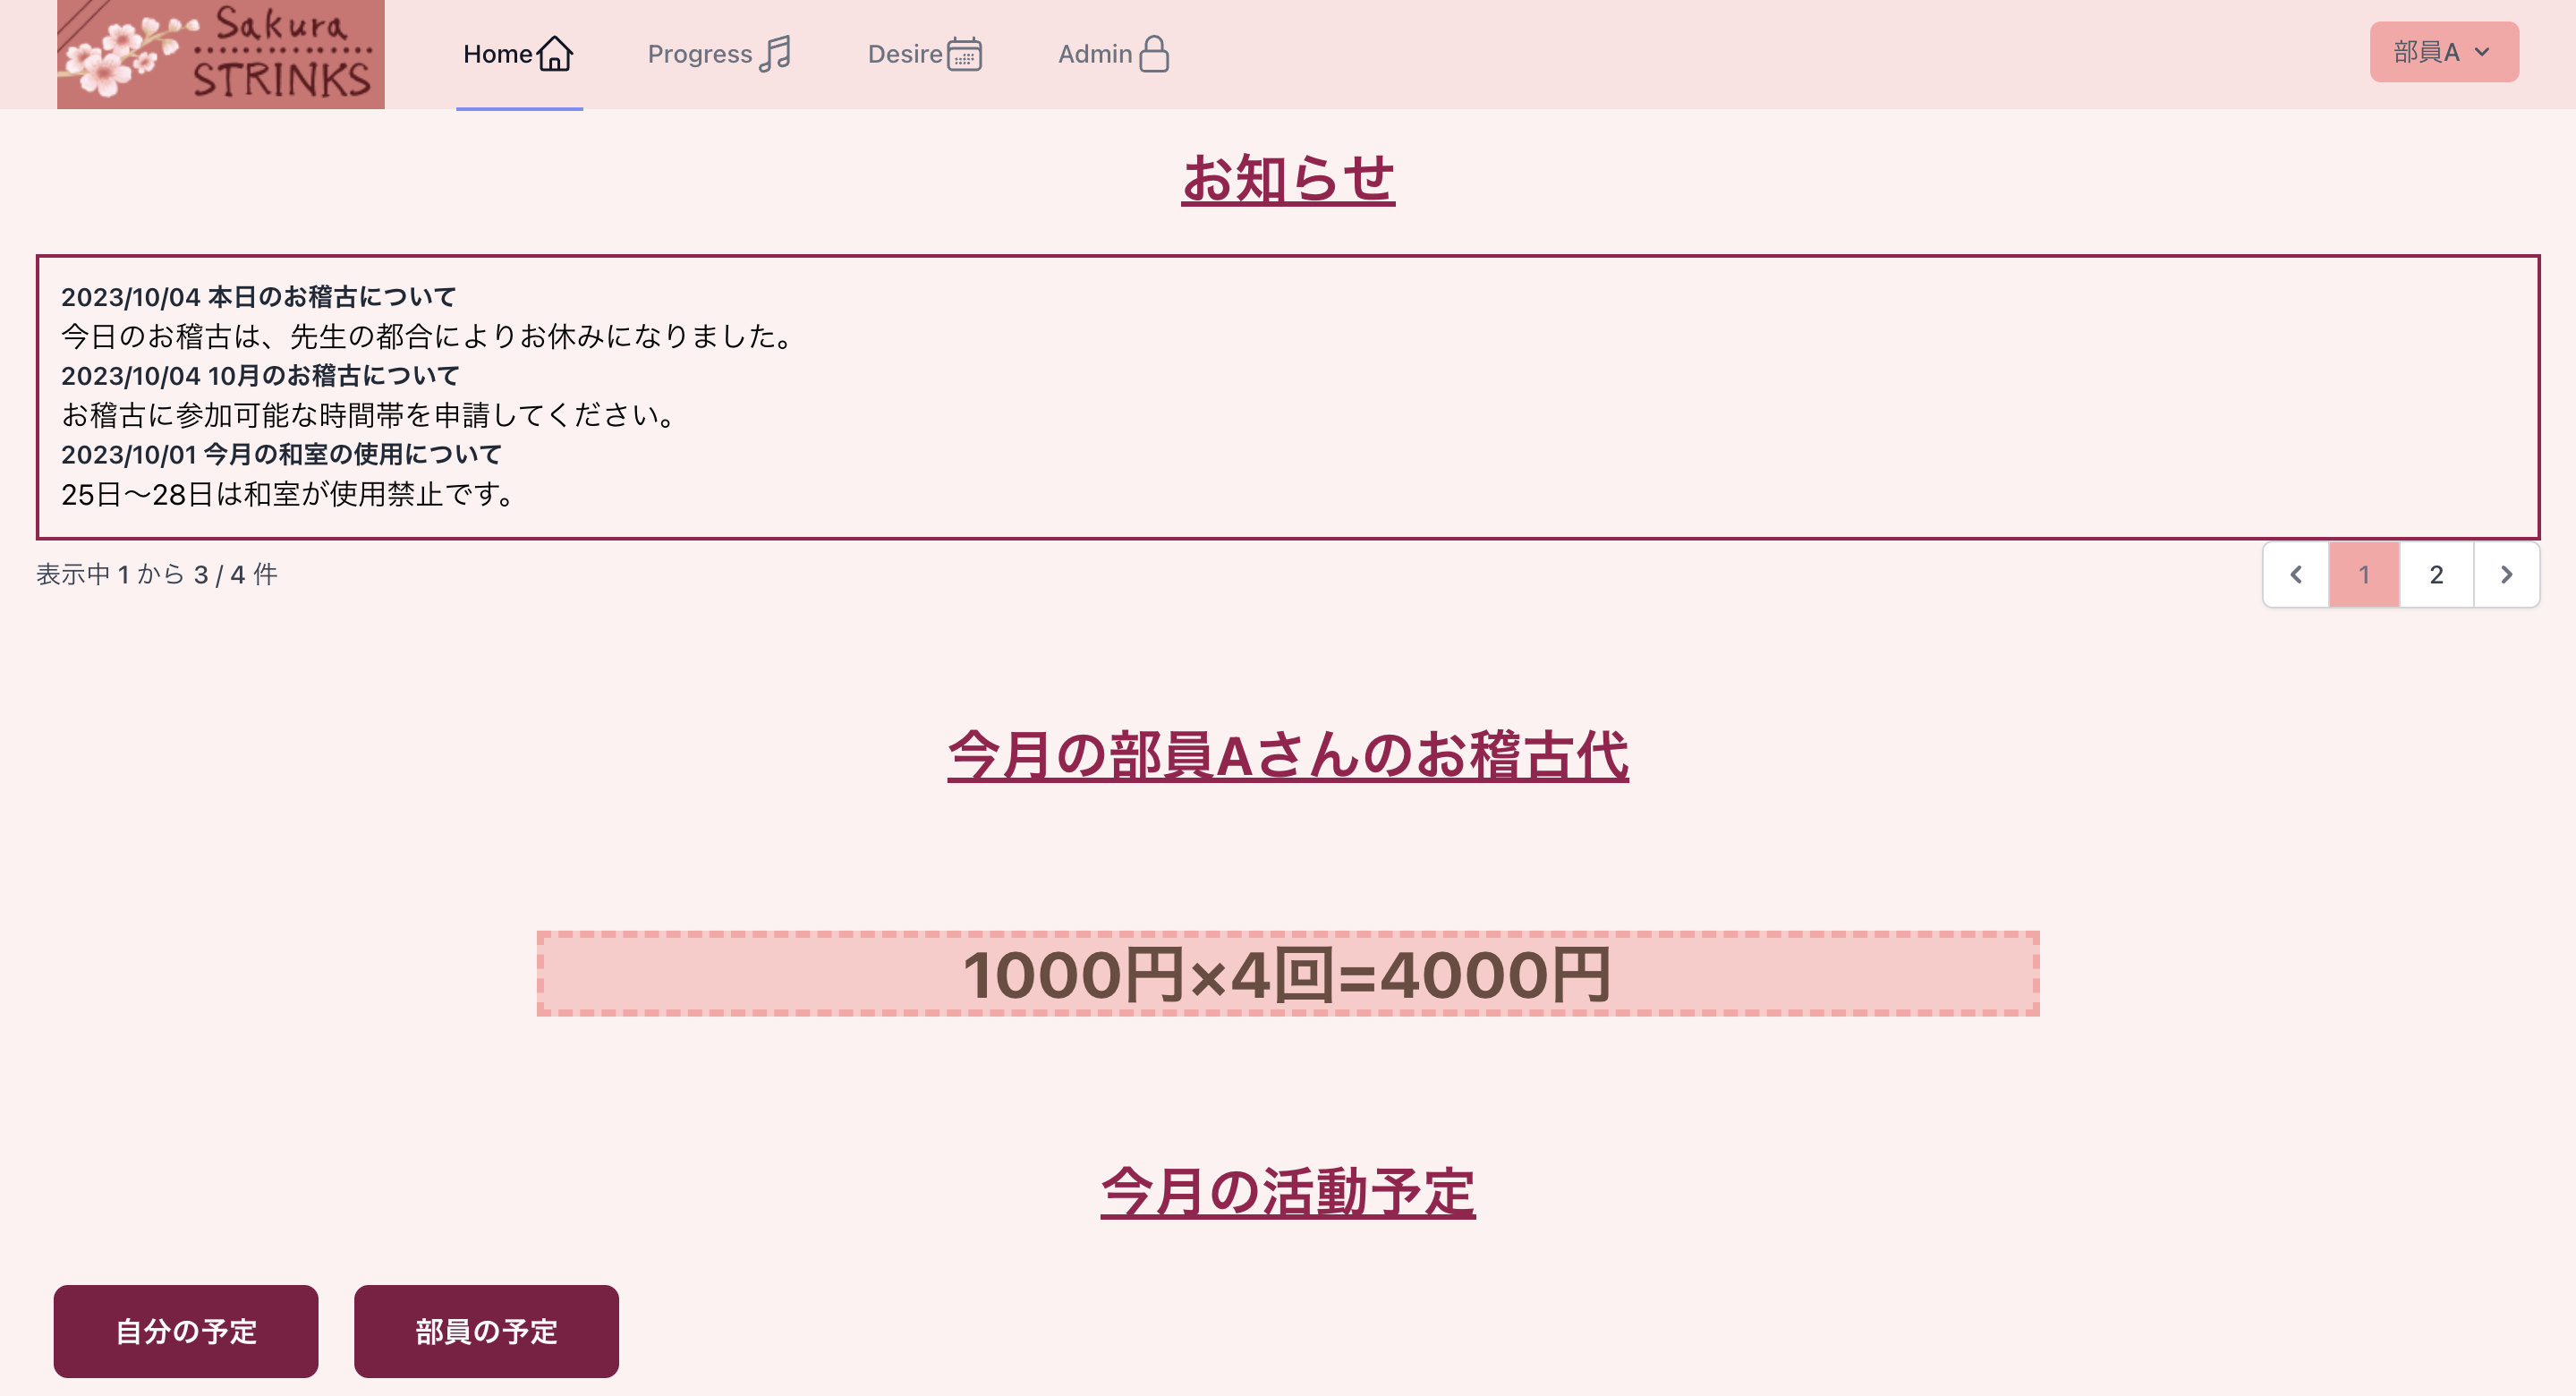 Sakura
STRINKS
Home
Progress
Desire
Admin
部員A
お知らせ
2023/10/04 本日のお稽古について
今日のお稽古は、先生の都合によりお休みになりました。
2023/10/04 10月のお稽古について
お稽古に参加可能な時間帯を申請してください。
2023/10/01 今月の和室の使用について
25日〜28日は和室が使用禁止です。
表示中 1 から 3 / 4 件
1
2
今月の部員Aさんのお稽古代
1000円×4回=4000円
今月の活動予定
自分の予定
部員の予定